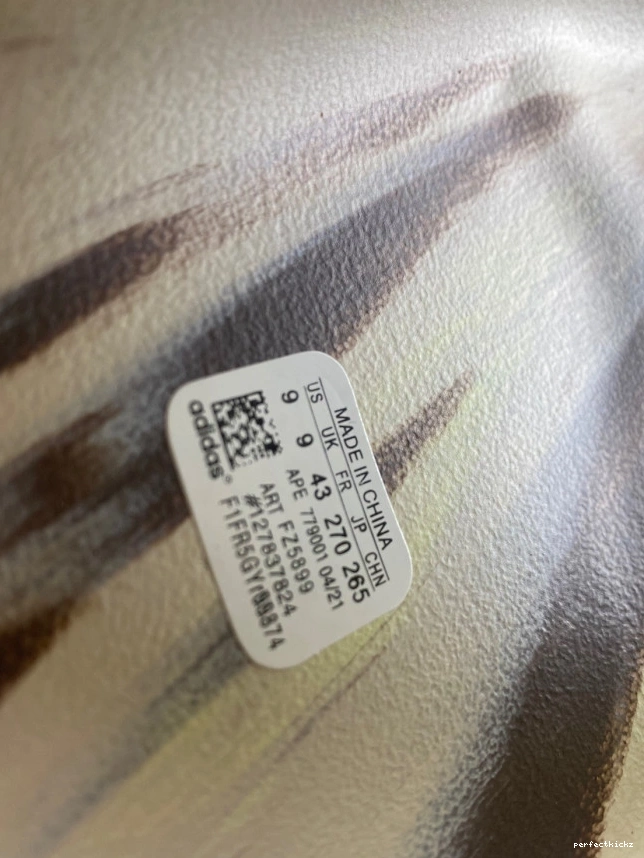 MADE IN CHINA
US UK FR JP CHN
9 9 43 270 265
APE 779001 04/21
ART FZ5899
#127837824
adidas®
perfectkickz